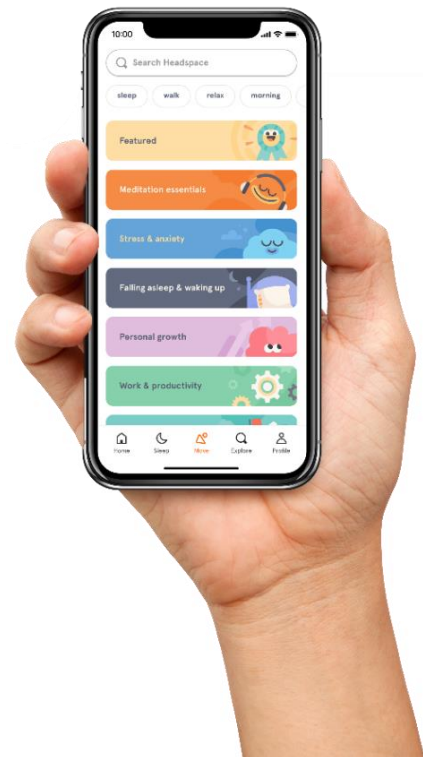 10:00
Search Headspace
sleep walk relax morning
Featured
Meditation essentials
Stress & anxiety
Falling asleep & waking up
Personal growth
Work & productivity
Home Sleep Move Explore Profile